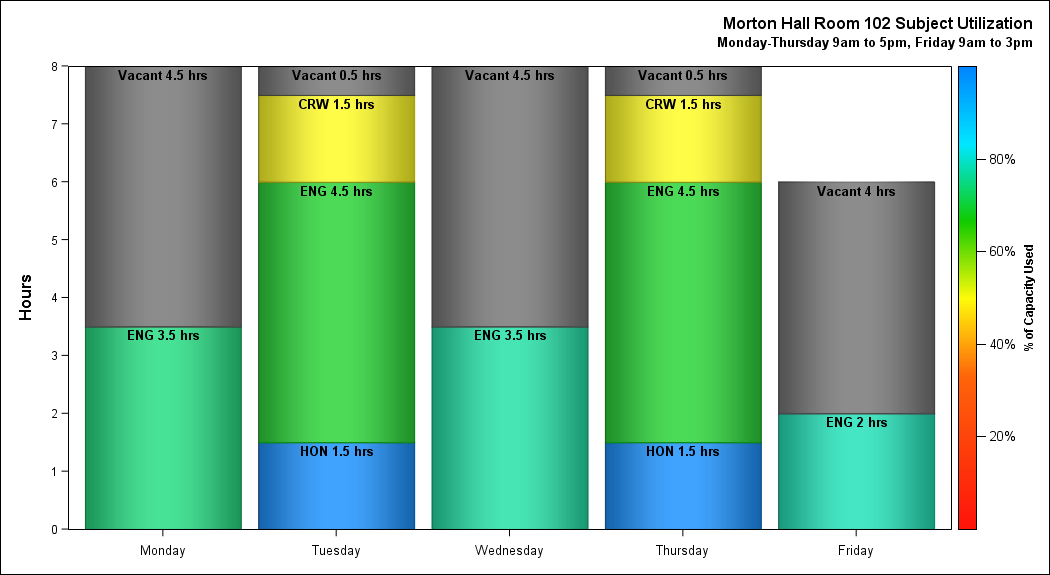 Morton Hall Room 102 Subject Utilization
Monday-Thursday 9am to 5pm, Friday 9am to 3pm
Hours
8
7
6
5
4
3
2
1
0
Vacant 4.5 hrs
ENG 3.5 hrs
Vacant 0.5 hrs
CRW 1.5 hrs
ENG 4.5 hrs
HON 1.5 hrs
Vacant 4.5 hrs
ENG 3.5 hrs
Vacant 0.5 hrs
CRW 1.5 hrs
ENG 4.5 hrs
HON 1.5 hrs
Vacant 4 hrs
ENG 2 hrs
Monday
Tuesday
Wednesday
Thursday
Friday
80%
60%
40%
20%
% of Capacity Used